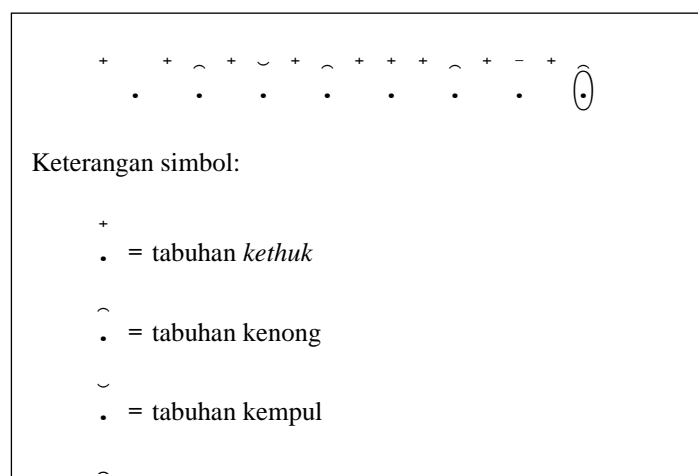 + + ⌢ + ⌣ + ⌢ + + + ⌢ + - + ⌢
. . . . . . . .
Keterangan simbol:
+
. = tabuhan kethuk
⌢
. = tabuhan kenong
⌣
. = tabuhan kempul